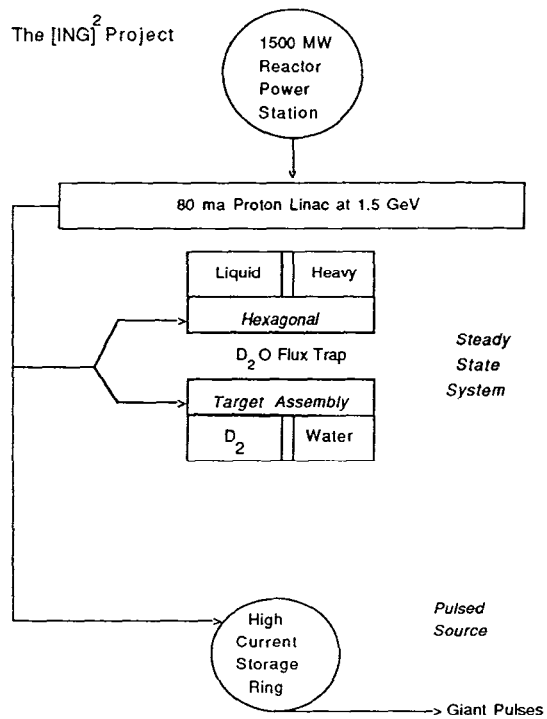 The [ING]² Project
1500 MW
Reactor
Power
Station
80 ma Proton Linac at 1.5 GeV
Liquid Heavy
Hexagonal
D₂O Flux Trap
Target Assembly
D₂ Water
Steady
State
System
High
Current
Storage
Ring
Pulsed
Source
Giant Pulses